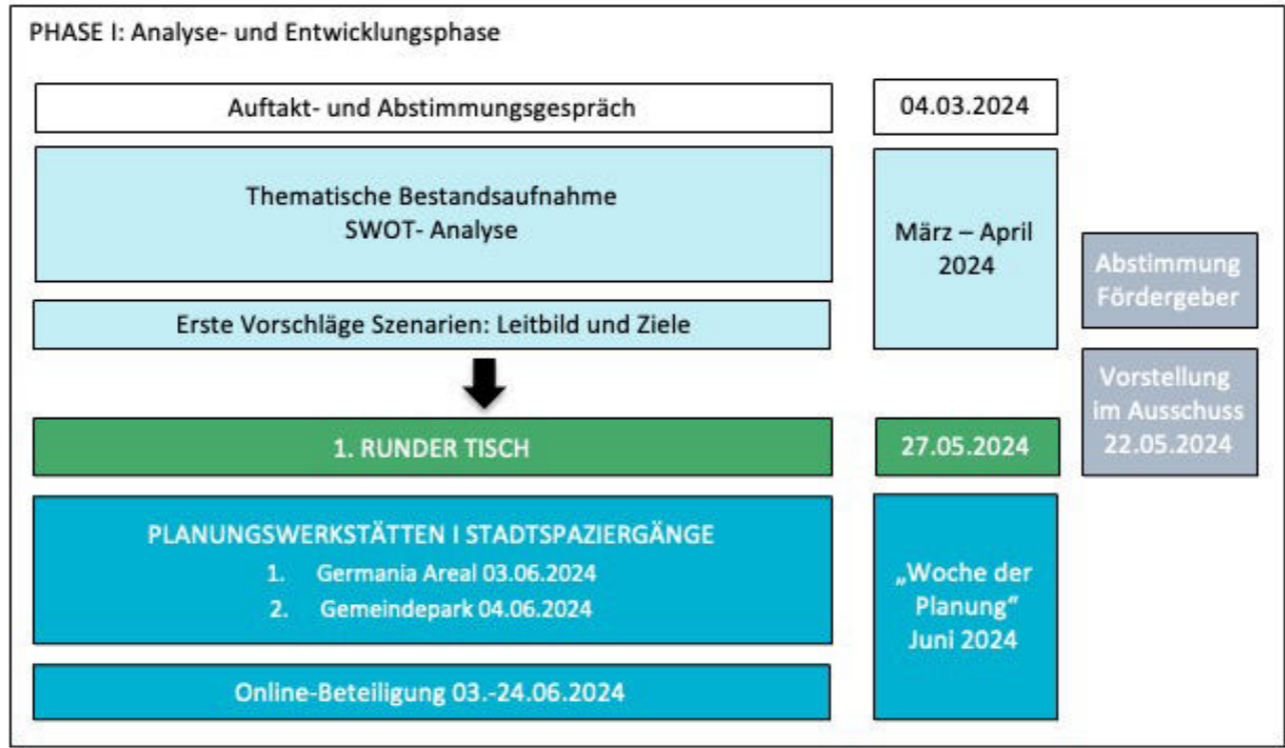 PHASE I: Analyse- und Entwicklungsphase
Auftakt- und Abstimmungsgespräch
04.03.2024
Thematische Bestandsaufnahme
SWOT- Analyse
März – April
2024
Erste Vorschläge Szenarien: Leitbild und Ziele
Abstimmung
Fördergeber
Vorstellung
im Ausschuss
22.05.2024
1. RUNDER TISCH
27.05.2024
PLANUNGSWERKSTÄTTEN I STADTSPAZIERGÄNGE
1. Germania Areal 03.06.2024
2. Gemeindepark 04.06.2024
„Woche der
Planung“
Juni 2024
Online-Beteiligung 03.-24.06.2024